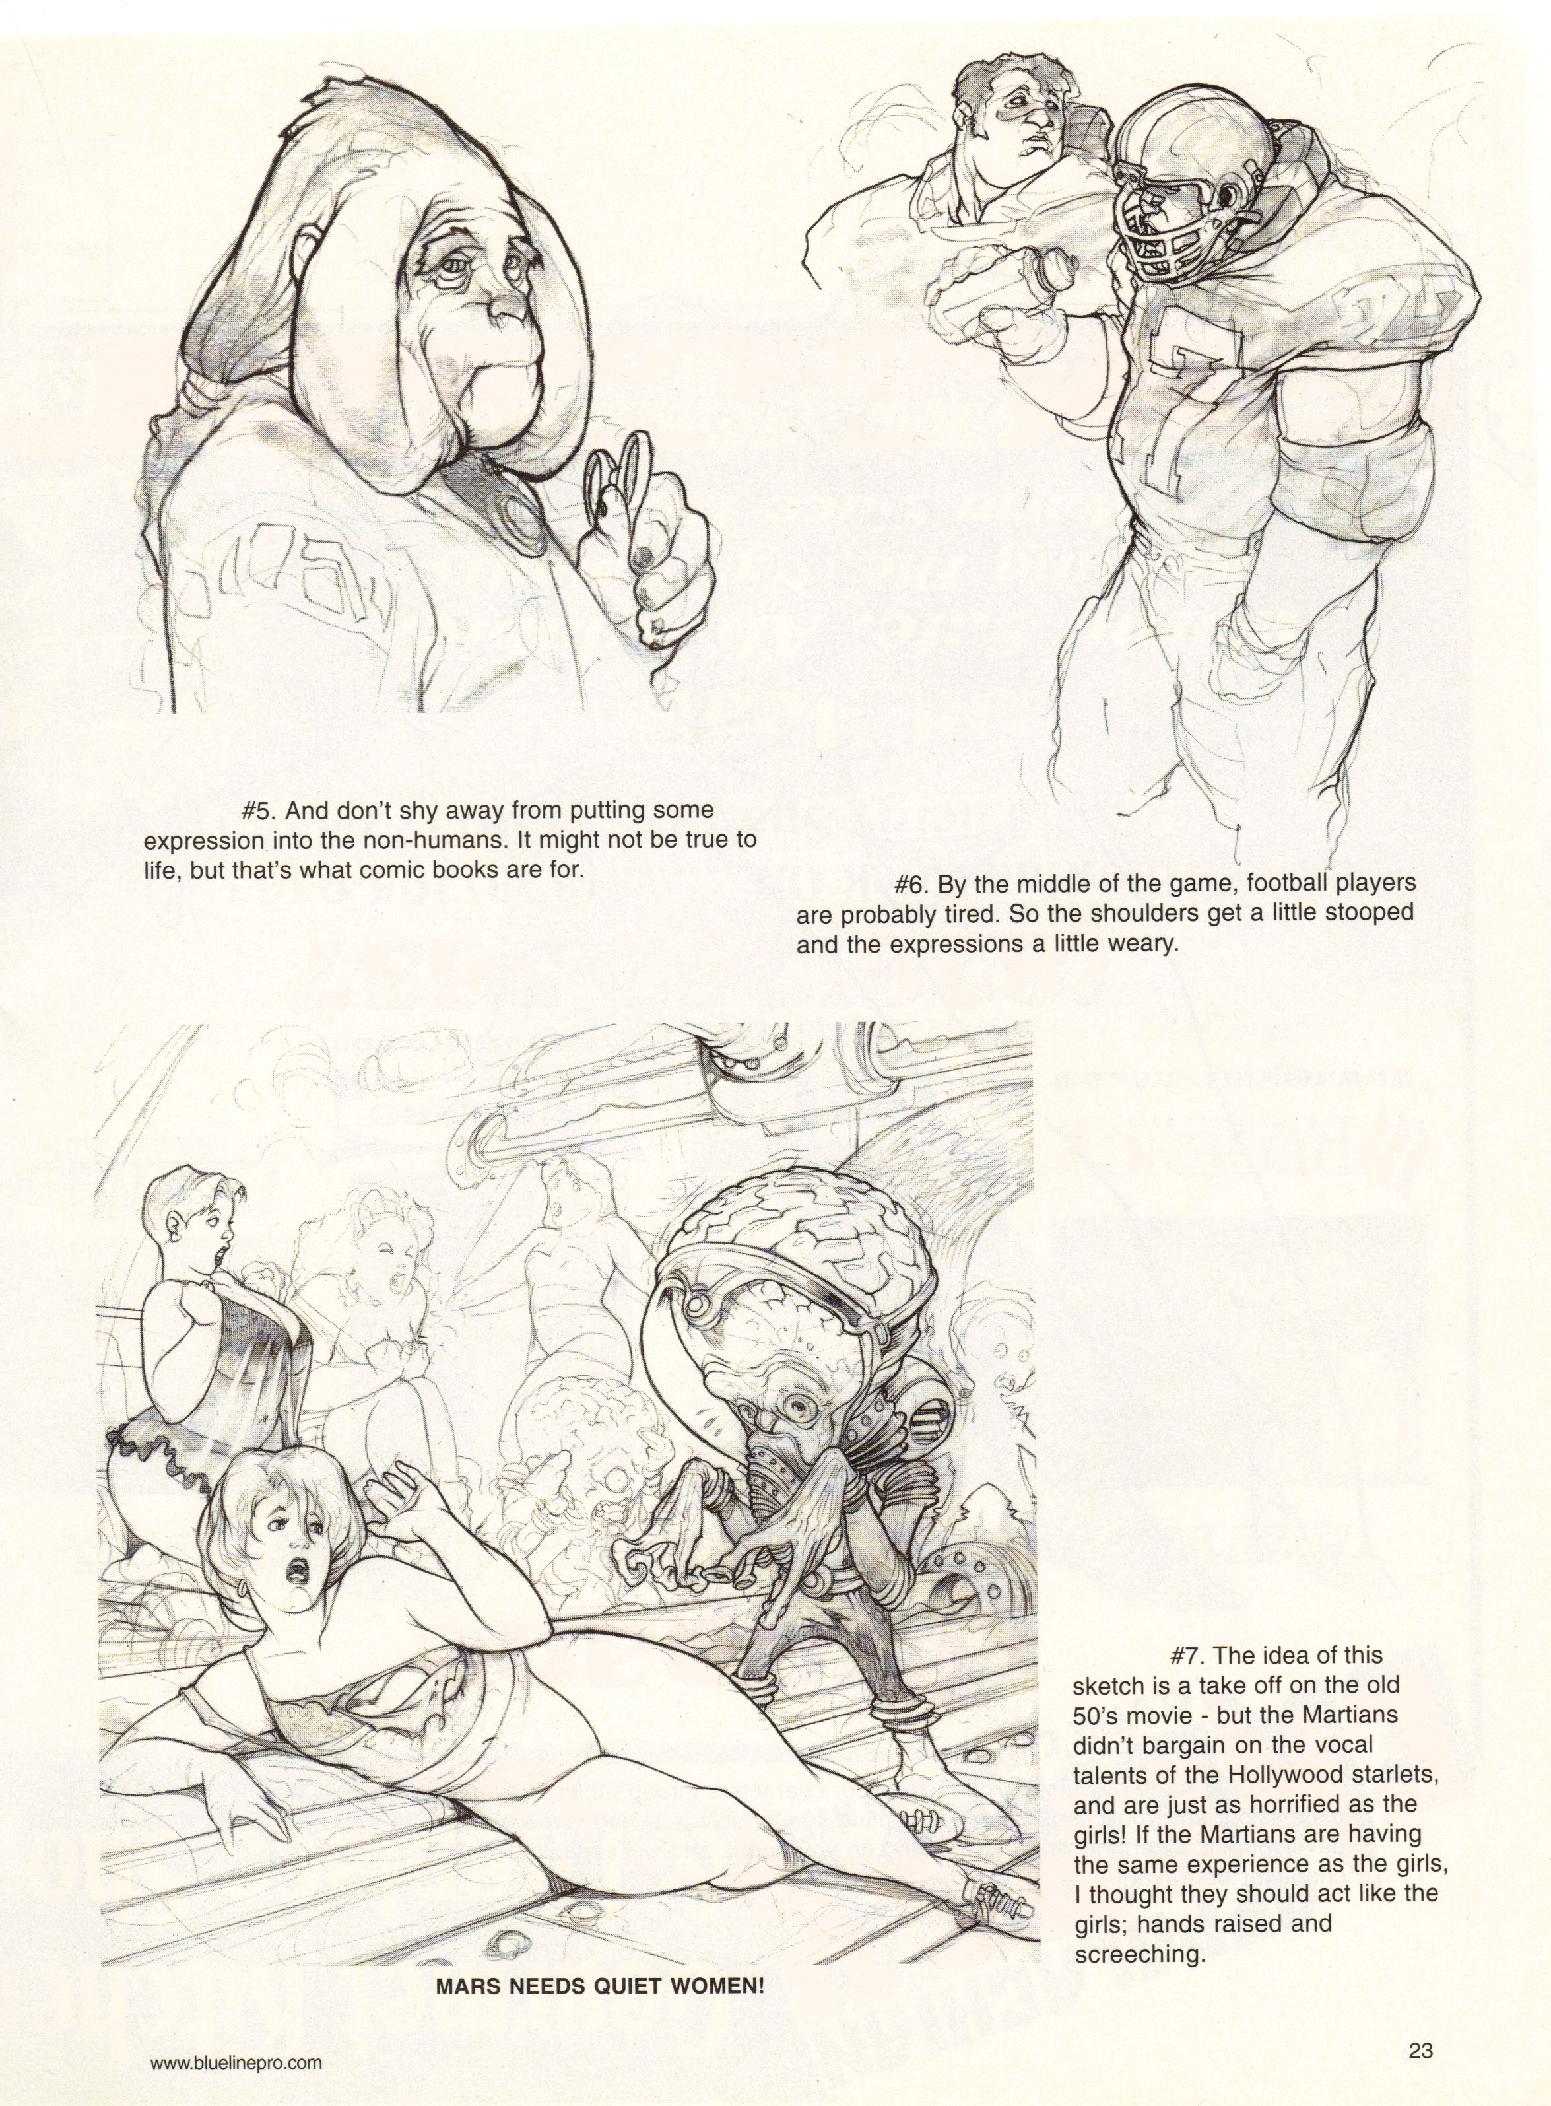 #5. And don't shy away from putting some
expression into the non-humans. It might not be true to
life, but that's what comic books are for.
#6. By the middle of the game, football players
are probably tired. So the shoulders get a little stooped
and the expressions a little weary.
#7. The idea of this
sketch is a take off on the old
50's movie - but the Martians
didn't bargain on the vocal
talents of the Hollywood starlets,
and are just as horrified as the
girls! If the Martians are having
the same experience as the girls,
I thought they should act like the
girls; hands raised and
screeching.
MARS NEEDS QUIET WOMEN!
www.bluelinepro.com
23